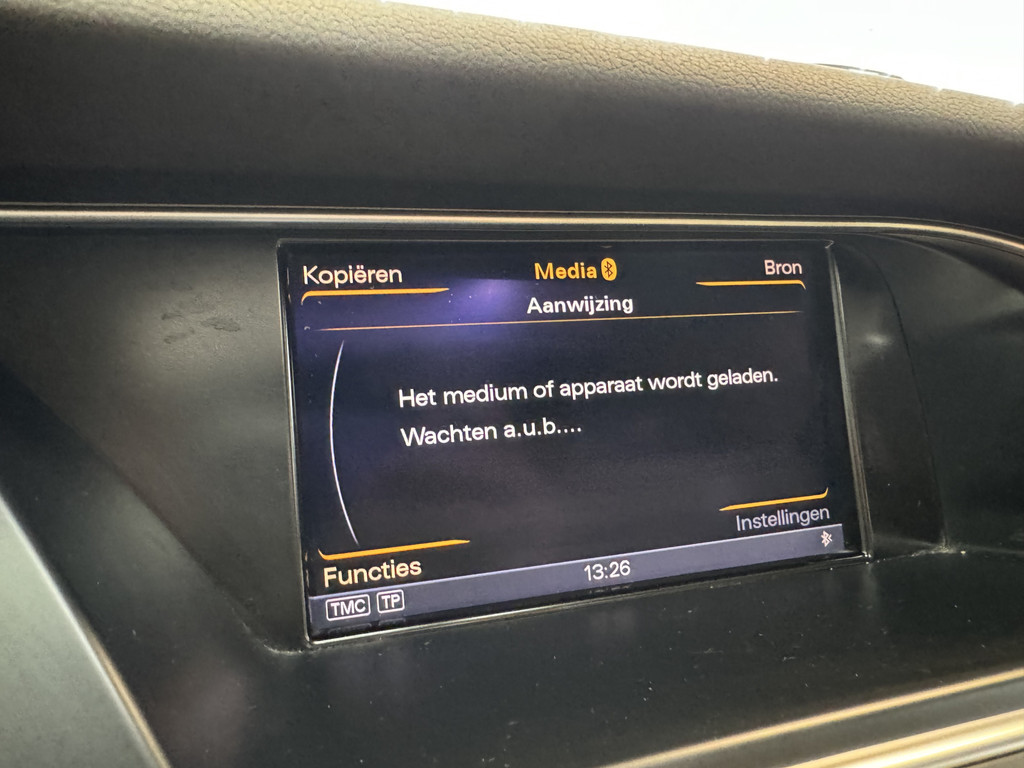 Kopiëren
Media
Bron
Aanwijzing
Het medium of apparaat wordt geladen.
Wachten a.u.b....
Instellingen
Functies
13:26
TMC TP